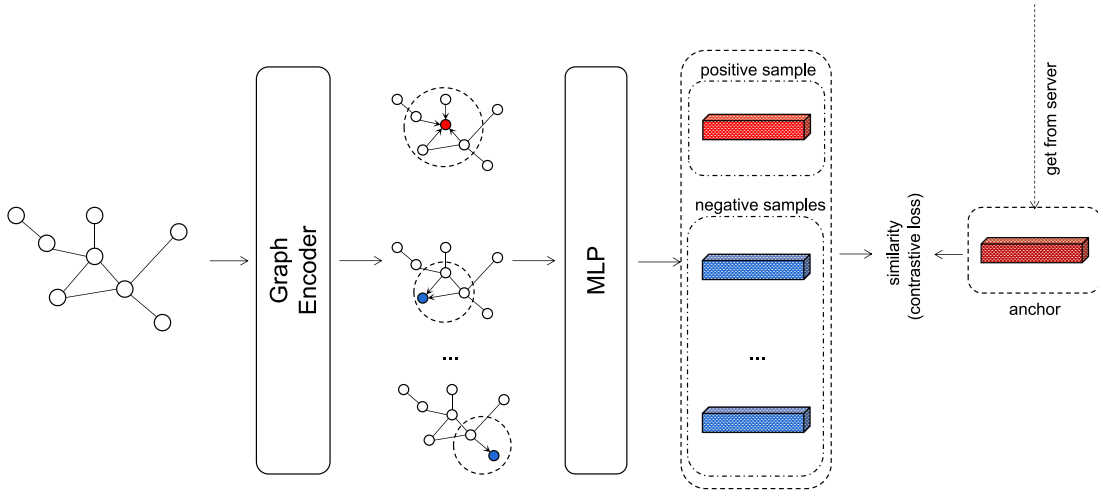 Graph
Encoder
...
MLP
positive sample
negative samples
...
similarity
(contrastive loss)
get from server
anchor